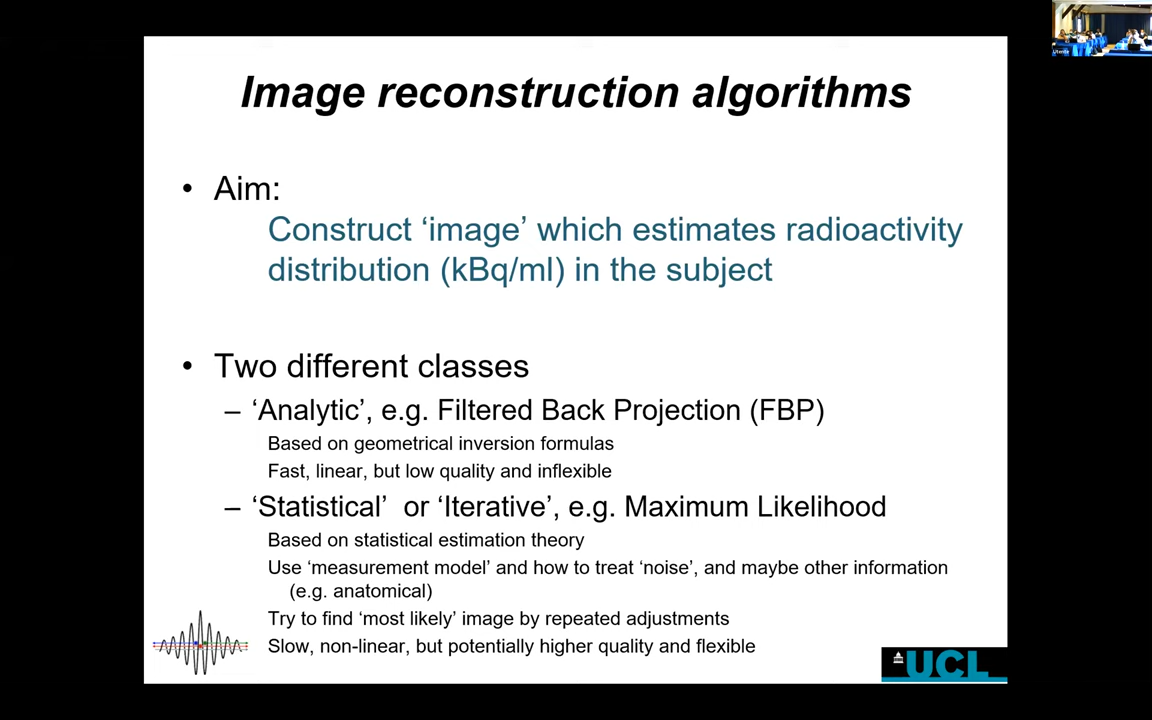 Image reconstruction algorithms
• Aim:
Construct ‘image’ which estimates radioactivity
distribution (kBq/ml) in the subject
• Two different classes
– ‘Analytic’, e.g. Filtered Back Projection (FBP)
Based on geometrical inversion formulas
Fast, linear, but low quality and inflexible
– ‘Statistical’ or ‘Iterative’, e.g. Maximum Likelihood
Based on statistical estimation theory
Use ‘measurement model’ and how to treat ‘noise’, and maybe other information
(e.g. anatomical)
Try to find ‘most likely’ image by repeated adjustments
Slow, non-linear, but potentially higher quality and flexible
UCL